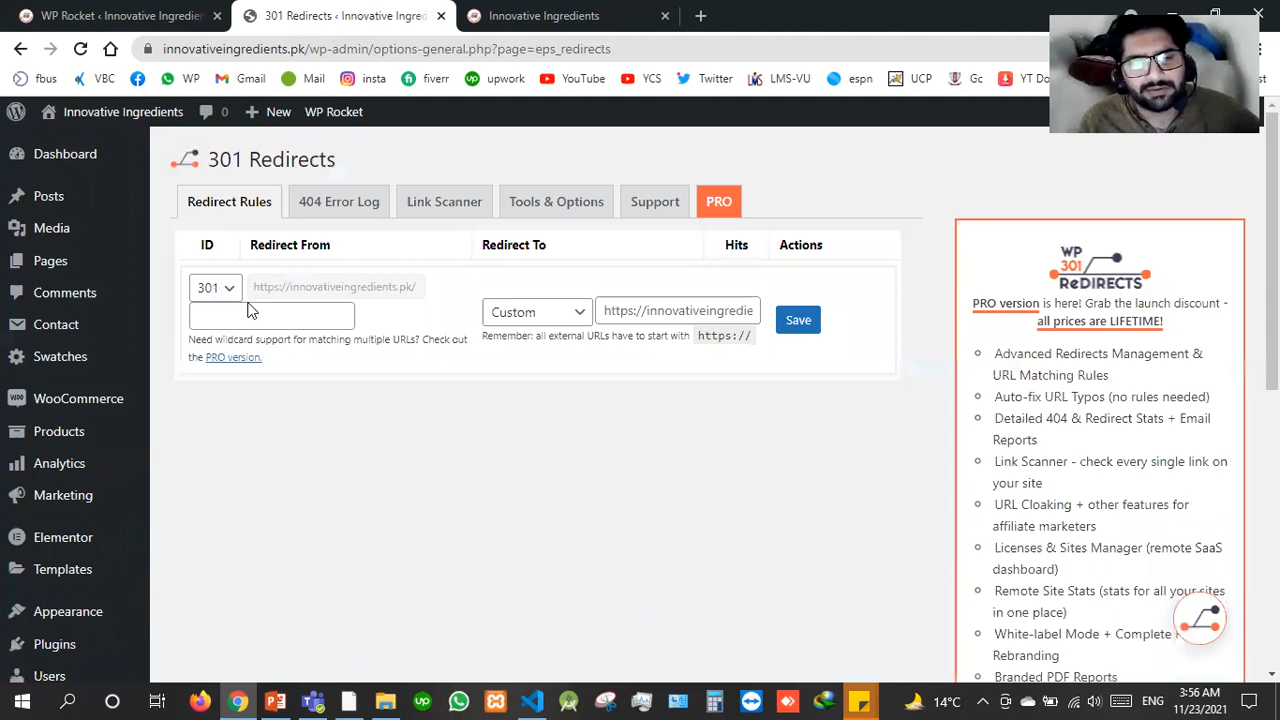 WP Rocket ‹ Innovative Ingredien
301 Redirects ‹ Innovative Ingre
Innovative Ingredients
innovativeingredients.pk/wp-admin/options-general.php?page=eps_redirects
fbus
VBC
WP
Gmail
Mail
insta
fiverr
upwork
YouTube
YCS
Twitter
LMS-VU
espn
UCP
Gc
YT Do
Innovative Ingredients
0
New
WP Rocket
Dashboard
Posts
Media
Pages
Comments
Contact
Swatches
WooCommerce
Products
Analytics
Marketing
Elementor
Templates
Appearance
Plugins
Users
301 Redirects
Redirect Rules
404 Error Log
Link Scanner
Tools & Options
Support
PRO
ID
Redirect From
Redirect To
Hits
Actions
301
https://innovativeingredients.pk/
Need wildcard support for matching multiple URLs? Check out
the PRO version.
Custom
https://innovativeingredie
Remember: all external URLs have to start with https://
Save
WP
301
REDIRECTS
PRO version is here! Grab the launch discount -
all prices are LIFETIME!
Advanced Redirects Management &
URL Matching Rules
Auto-fix URL Typos (no rules needed)
Detailed 404 & Redirect Stats + Email
Reports
Link Scanner - check every single link on
your site
URL Cloaking + other features for
affiliate marketers
Licenses & Sites Manager (remote SaaS
dashboard)
Remote Site Stats (stats for all your sites
in one place)
White-label Mode + Complete
Rebranding
Branded PDF Reports
14°C
ENG
3:56 AM
11/23/2021